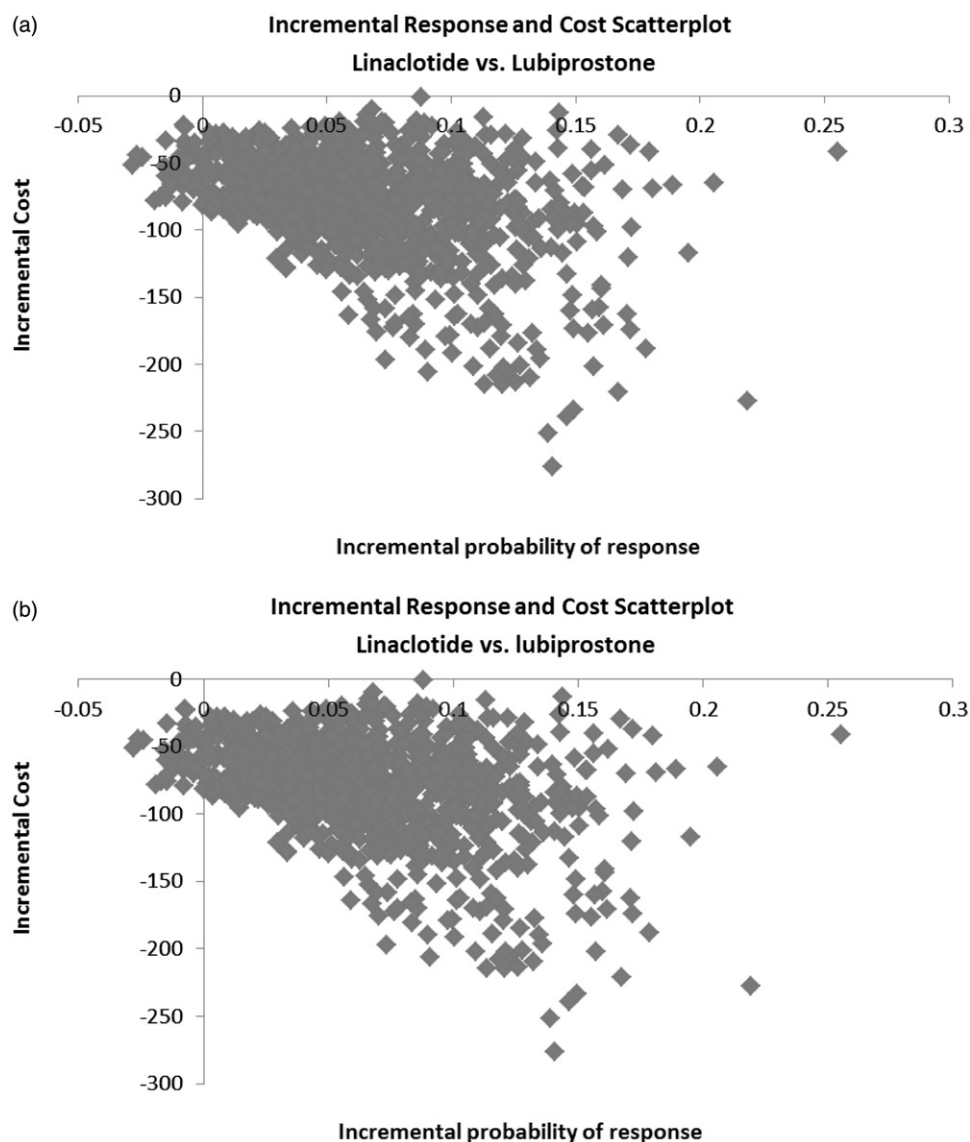 (a)
Incremental Response and Cost Scatterplot
Linaclotide vs. Lubiprostone
0
-0.05 0 0.05 0.1 0.15 0.2 0.25 0.3
-50
-100
-150
-200
-250
-300
Incremental Cost
Incremental probability of response
(b)
Incremental Response and Cost Scatterplot
Linaclotide vs. lubiprostone
0
-0.05 0 0.05 0.1 0.15 0.2 0.25 0.3
-50
-100
-150
-200
-250
-300
Incremental Cost
Incremental probability of response